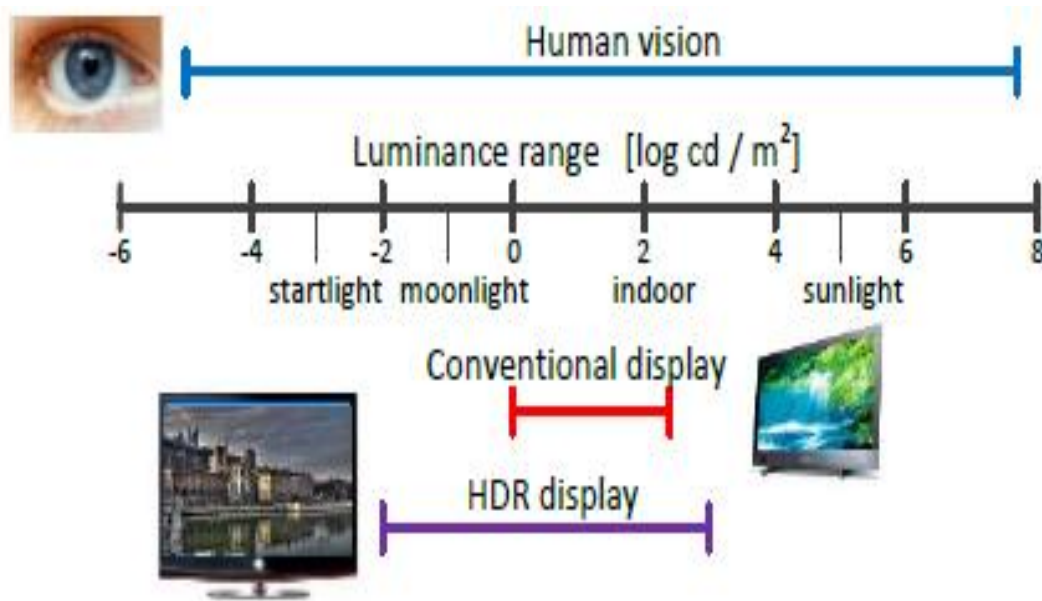 Human vision
Luminance range [log cd / m²]
-6 -4 -2 0 2 4 6 8
startlight moonlight indoor sunlight
Conventional display
HDR display